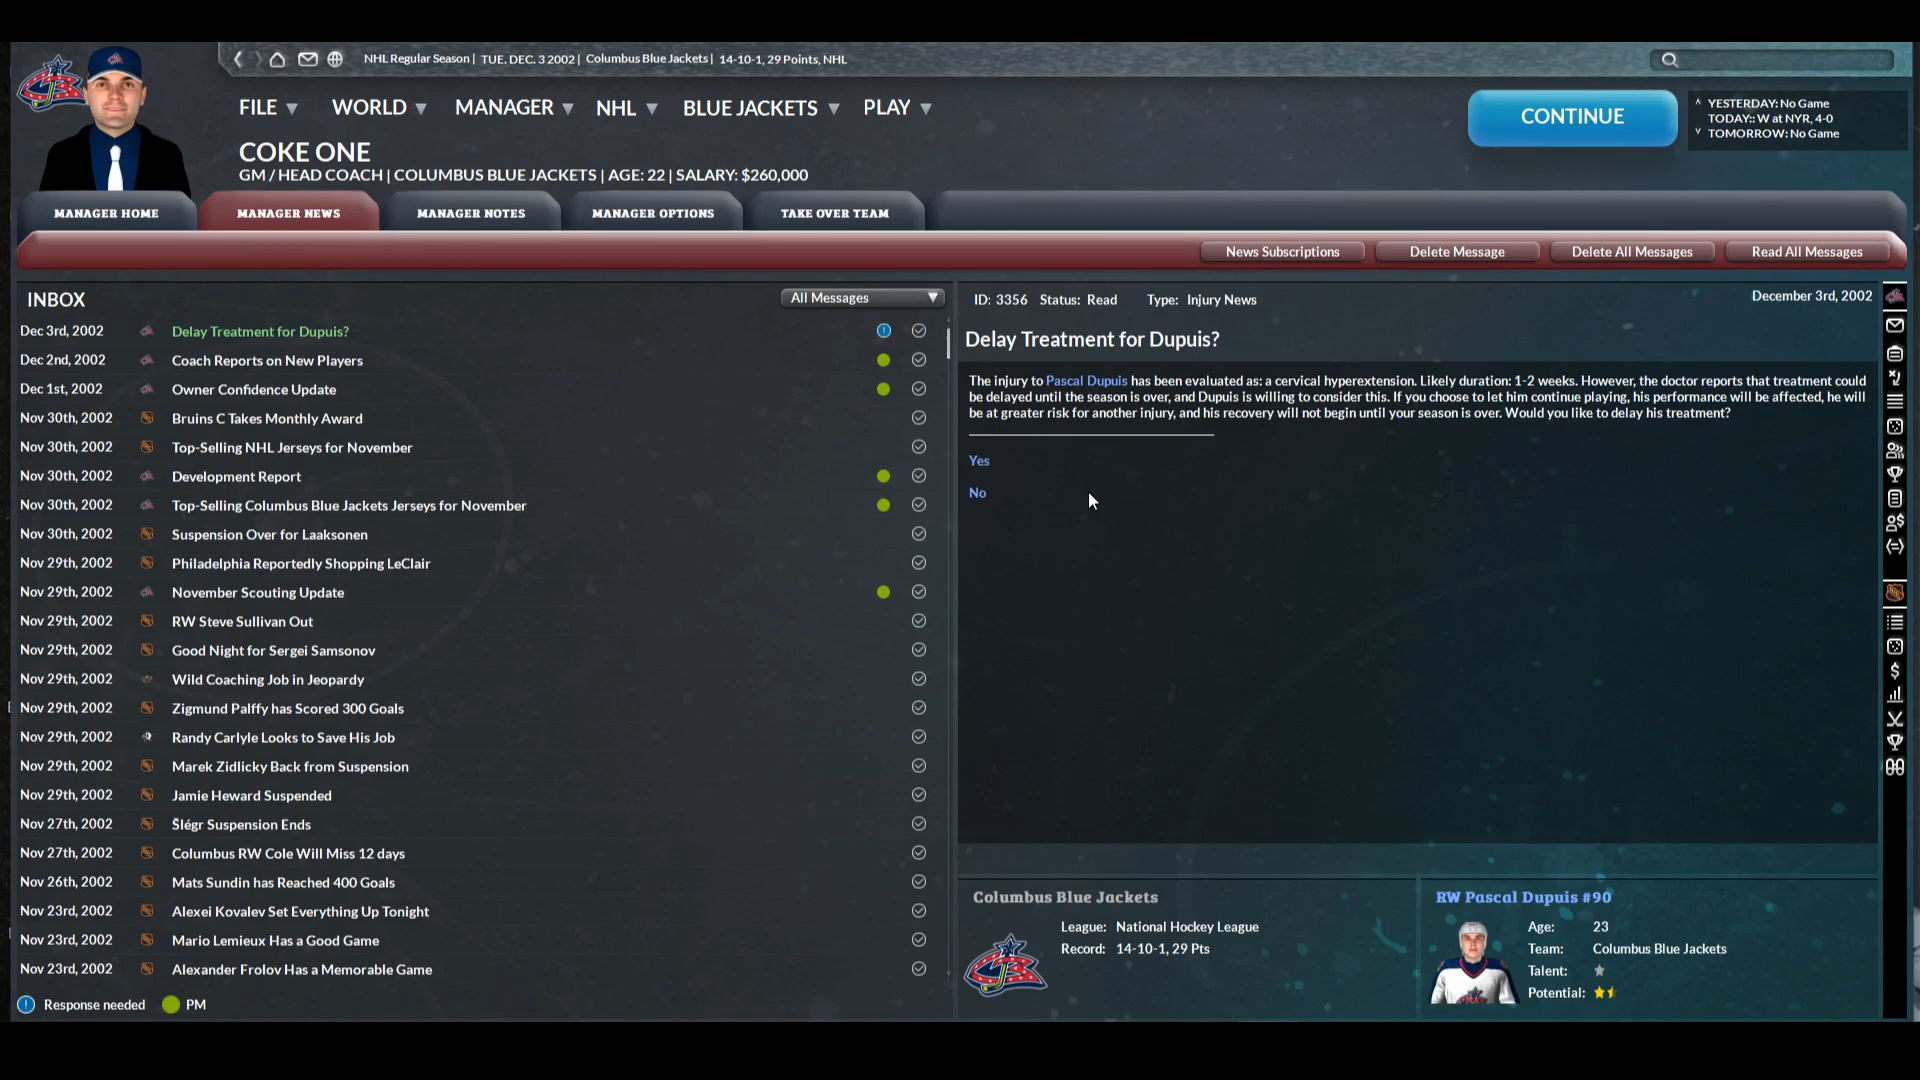 NHL Regular Season | TUE. DEC. 3 2002 | Columbus Blue Jackets | 14-10-1, 29 Points, NHL
FILE WORLD MANAGER NHL BLUE JACKETS PLAY
CONTINUE
YESTERDAY: No Game
TODAY:: W at NYR, 4-0
TOMORROW: No Game
COKE ONE
GM / HEAD COACH | COLUMBUS BLUE JACKETS | AGE: 22 | SALARY: $260,000
MANAGER HOME MANAGER NEWS MANAGER NOTES MANAGER OPTIONS TAKE OVER TEAM
News Subscriptions Delete Message Delete All Messages Read All Messages
INBOX
All Messages
Dec 3rd, 2002 Delay Treatment for Dupuis?
Dec 2nd, 2002 Coach Reports on New Players
Dec 1st, 2002 Owner Confidence Update
Nov 30th, 2002 Bruins C Takes Monthly Award
Nov 30th, 2002 Top-Selling NHL Jerseys for November
Nov 30th, 2002 Development Report
Nov 30th, 2002 Top-Selling Columbus Blue Jackets Jerseys for November
Nov 30th, 2002 Suspension Over for Laaksonen
Nov 29th, 2002 Philadelphia Reportedly Shopping LeClair
Nov 29th, 2002 November Scouting Update
Nov 29th, 2002 RW Steve Sullivan Out
Nov 29th, 2002 Good Night for Sergei Samsonov
Nov 29th, 2002 Wild Coaching Job in Jeopardy
Nov 29th, 2002 Zigmund Palffy has Scored 300 Goals
Nov 29th, 2002 Randy Carlyle Looks to Save His Job
Nov 29th, 2002 Marek Zidlicky Back from Suspension
Nov 29th, 2002 Jamie Heward Suspended
Nov 27th, 2002 Šlégr Suspension Ends
Nov 27th, 2002 Columbus RW Cole Will Miss 12 days
Nov 26th, 2002 Mats Sundin has Reached 400 Goals
Nov 23rd, 2002 Alexei Kovalev Set Everything Up Tonight
Nov 23rd, 2002 Mario Lemieux Has a Good Game
Nov 23rd, 2002 Alexander Frolov Has a Memorable Game
Response needed PM
ID: 3356 Status: Read Type: Injury News
December 3rd, 2002
Delay Treatment for Dupuis?
The injury to Pascal Dupuis has been evaluated as: a cervical hyperextension. Likely duration: 1-2 weeks. However, the doctor reports that treatment could
be delayed until the season is over, and Dupuis is willing to consider this. If you choose to let him continue playing, his performance will be affected, he will
be at greater risk for another injury, and his recovery will not begin until your season is over. Would you like to delay his treatment?
Yes
No
Columbus Blue Jackets
League: National Hockey League
Record: 14-10-1, 29 Pts
RW Pascal Dupuis #90
Age: 23
Team: Columbus Blue Jackets
Talent:
Potential: